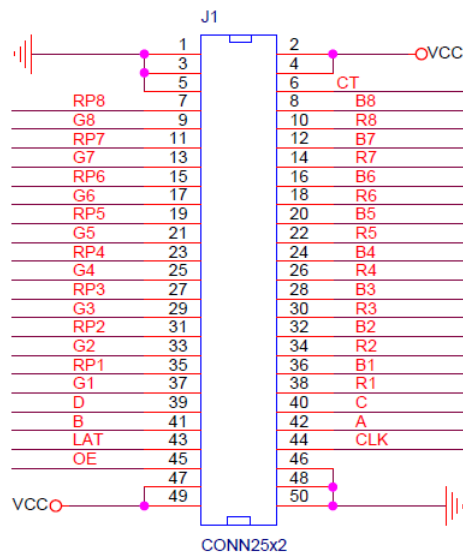 J1
1 2 VCC
3 4
5 6 CT
RP8 7 8 B8
G8 9 10 R8
RP7 11 12 B7
G7 13 14 R7
RP6 15 16 B6
G6 17 18 R6
RP5 19 20 B5
G5 21 22 R5
RP4 23 24 B4
G4 25 26 R4
RP3 27 28 B3
G3 29 30 R3
RP2 31 32 B2
G2 33 34 R2
RP1 35 36 B1
G1 37 38 R1
D 39 40 C
B 41 42 A
LAT 43 44 CLK
OE 45 46
47 48
VCC 49 50
CONN25x2